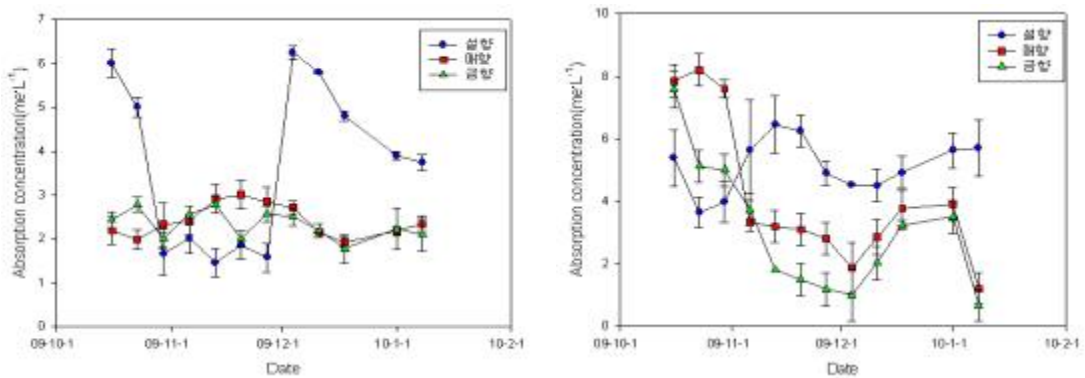 7
6
5
4
3
2
1
0
Absorption concentration(me·L⁻¹)
09-10-1
09-11-1
09-12-1
10-1-1
10-2-1
Date
설향
매향
금향
10
8
6
4
2
0
Absorption concentration(me·L⁻¹)
09-10-1
09-11-1
09-12-1
10-1-1
10-2-1
Date
설향
매향
금향